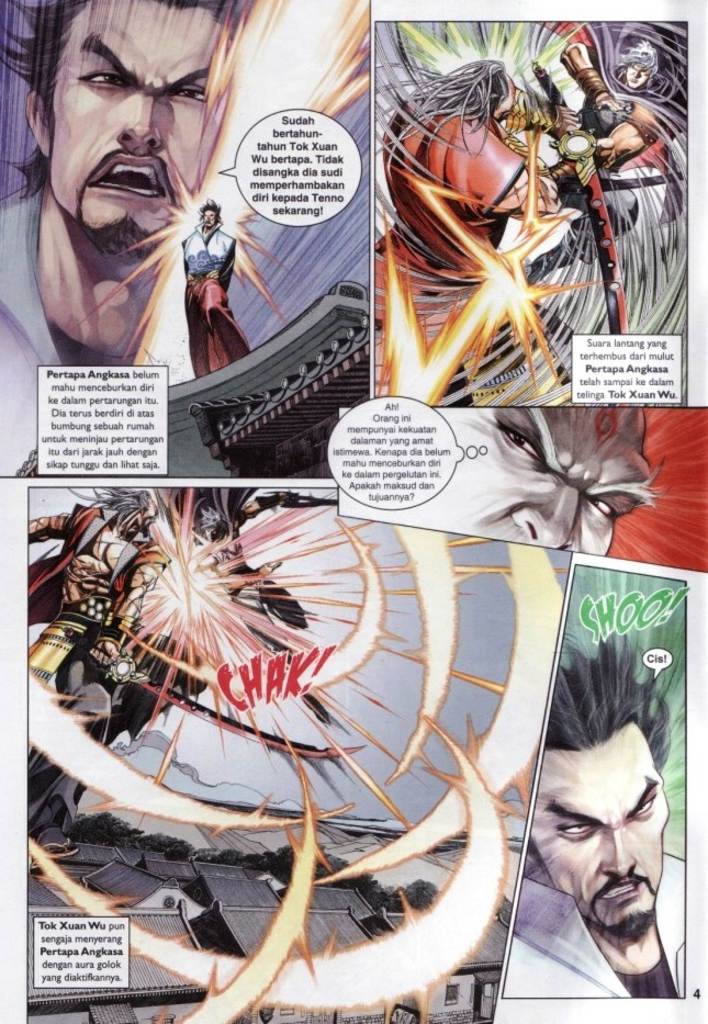 Sudah
bertahun-
tahun Tok Xuan
Wu bertapa. Tidak
disangka dia sudi
memperhambakan
diri kepada Tenno
sekarang!
Pertapa Angkasa belum
mahu menceburkan diri
ke dalam pertarungan itu.
Dia terus berdiri di atas
bumbung sebuah rumah
untuk meninjau pertarungan
itu dari jarak jauh dengan
sikap tunggu dan lihat saja.
Suara lantang yang
terhembus dari mulut
Pertapa Angkasa
telah sampai ke dalam
telinga Tok Xuan Wu.
Ah!
Orang ini
mempunyai kekuatan
dalaman yang amat
istimewa. Kenapa dia belum
mahu menceburkan diri
ke dalam pergelutan ini.
Apakah maksud dan
tujuannya?
CHAK!
Tok Xuan Wu pun
sengaja menyerang
Pertapa Angkasa
dengan aura golok
yang diaktifkannya.
SHOO!
Cis!
4